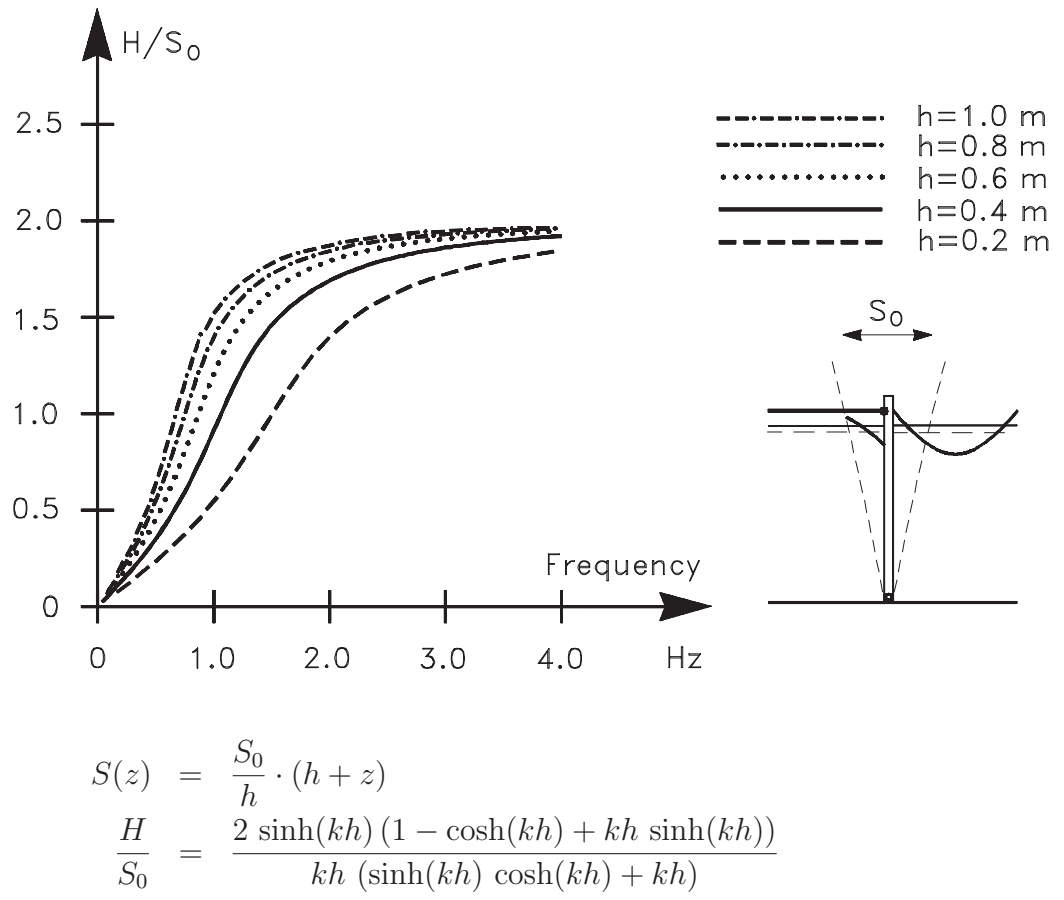 H/S₀
2.5
2.0
1.5
1.0
0.5
0
0
1.0
2.0
3.0
4.0
Hz
Frequency
h=1.0 m
h=0.8 m
h=0.6 m
h=0.4 m
h=0.2 m
S₀
S(z) = S₀/h · (h + z)
H/S₀ = 2 sinh(kh) (1 − cosh(kh) + kh sinh(kh)) / kh (sinh(kh) cosh(kh) + kh)